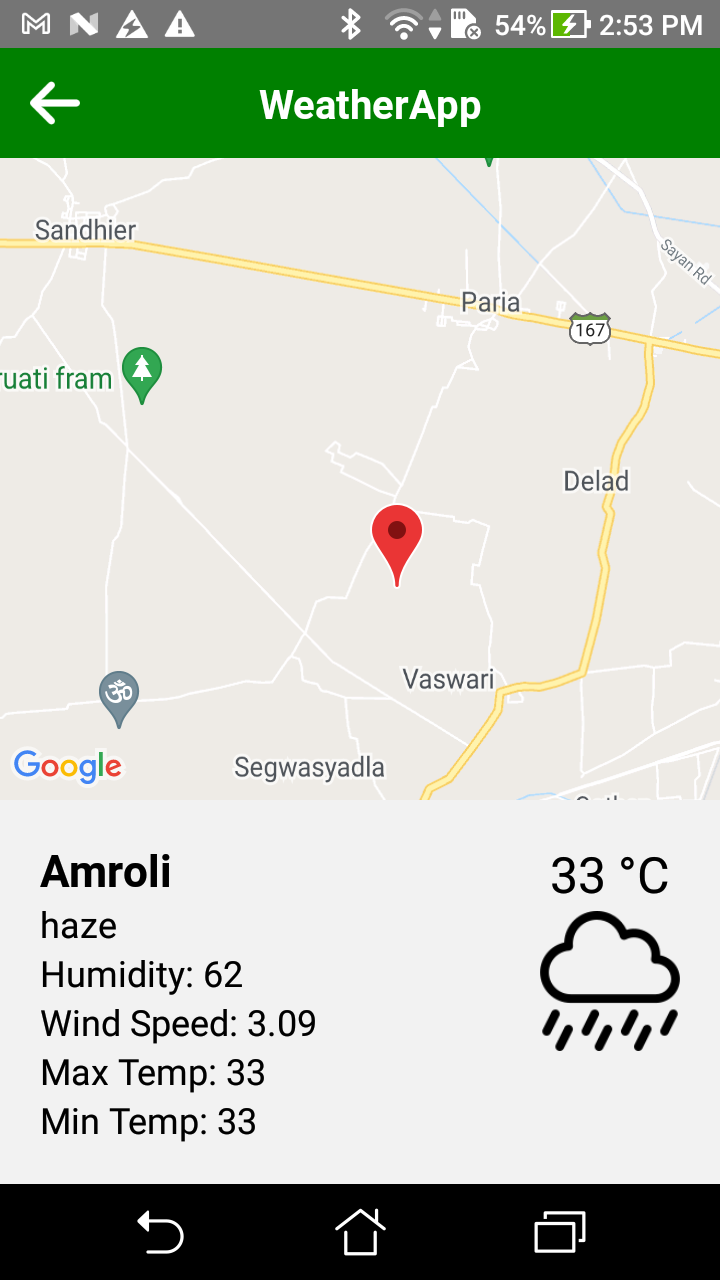 54% 2:53 PM
WeatherApp
Sandhier
Sayan Rd
Paria
167
ruati fram
Delad
ॐ
Vaswari
Google
Segwasyadla
Amroli
33 °C
haze
Humidity: 62
Wind Speed: 3.09
Max Temp: 33
Min Temp: 33